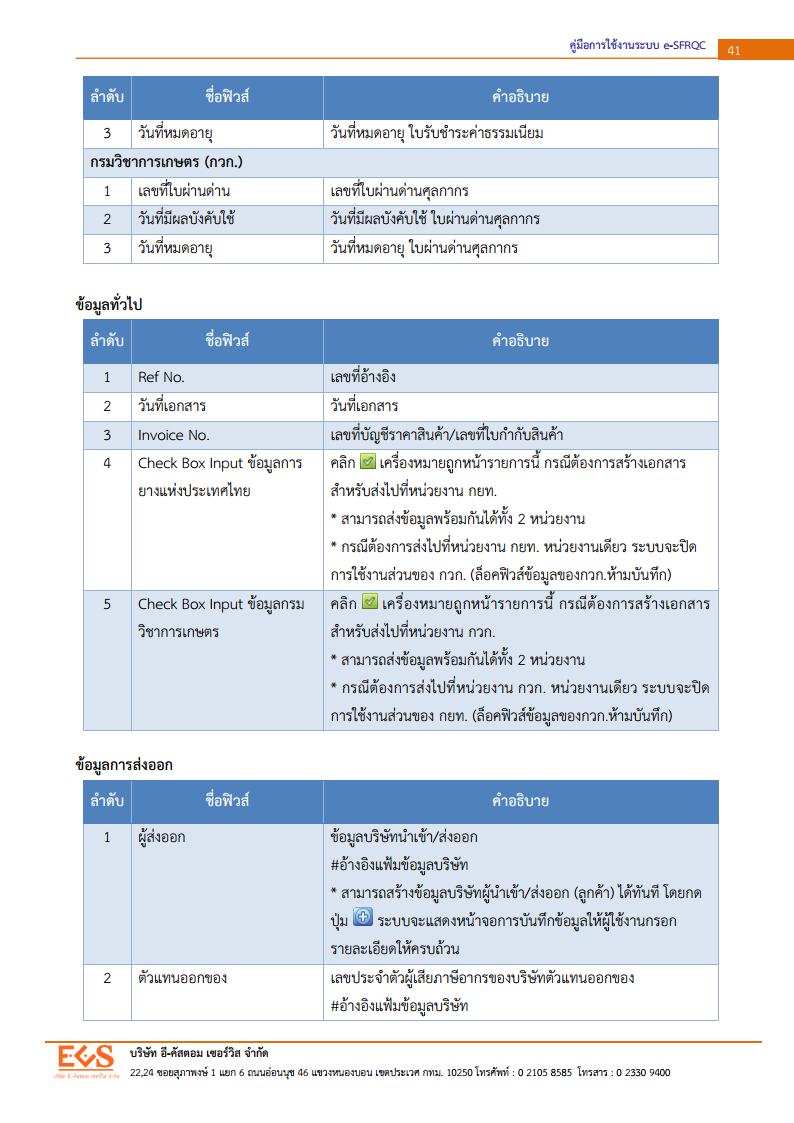 คู่มือการใช้งานระบบ e-SFRQC 41
ลำดับ ชื่อฟิวส์ คำอธิบาย
3 วันที่หมดอายุ วันที่หมดอายุ ใบรับชำระค่าธรรมเนียม
กรมวิชาการเกษตร (กวก.)
1 เลขที่ใบผ่านด่าน เลขที่ใบผ่านด่านศุลกากร
2 วันที่มีผลบังคับใช้ วันที่มีผลบังคับใช้ ใบผ่านด่านศุลกากร
3 วันที่หมดอายุ วันที่หมดอายุ ใบผ่านด่านศุลกากร
ข้อมูลทั่วไป
ลำดับ ชื่อฟิวส์ คำอธิบาย
1 Ref No. เลขที่อ้างอิง
2 วันที่เอกสาร วันที่เอกสาร
3 Invoice No. เลขที่บัญชีราคาสินค้า/เลขที่ใบกำกับสินค้า
4 Check Box Input ข้อมูลการ คลิก เครื่องหมายถูกหน้ารายการนี้ กรณีต้องการสร้างเอกสาร
ยางแห่งประเทศไทย สำหรับส่งไปที่หน่วยงาน กยท.
* สามารถส่งข้อมูลพร้อมกันได้ทั้ง 2 หน่วยงาน
* กรณีต้องการส่งไปที่หน่วยงาน กยท. หน่วยงานเดียว ระบบจะปิด
การใช้งานส่วนของ กวก. (ล็อคฟิวส์ข้อมูลของกวก.ห้ามบันทึก)
5 Check Box Input ข้อมูลกรม คลิก เครื่องหมายถูกหน้ารายการนี้ กรณีต้องการสร้างเอกสาร
วิชาการเกษตร สำหรับส่งไปที่หน่วยงาน กวก.
* สามารถส่งข้อมูลพร้อมกันได้ทั้ง 2 หน่วยงาน
* กรณีต้องการส่งไปที่หน่วยงาน กวก. หน่วยงานเดียว ระบบจะปิด
การใช้งานส่วนของ กยท. (ล็อคฟิวส์ข้อมูลของกวก.ห้ามบันทึก)
ข้อมูลการส่งออก
ลำดับ ชื่อฟิวส์ คำอธิบาย
1 ผู้ส่งออก ข้อมูลบริษัทนำเข้า/ส่งออก
#อ้างอิงแฟ้มข้อมูลบริษัท
* สามารถสร้างข้อมูลบริษัทผู้นำเข้า/ส่งออก (ลูกค้า) ได้ทันที โดยกด
ปุ่ม ระบบจะแสดงหน้าจอการบันทึกข้อมูลให้ผู้ใช้งานกรอก
รายละเอียดให้ครบถ้วน
2 ตัวแทนออกของ เลขประจำตัวผู้เสียภาษีอากรของบริษัทตัวแทนออกของ
#อ้างอิงแฟ้มข้อมูลบริษัท
ECS บริษัท อี-คัสตอม เซอร์วิส จำกัด
บริษัท อี-คัสตอม เซอร์วิส จำกัด 22,24 ซอยสุภาพงษ์ 1 แยก 6 ถนนอ่อนนุช 46 แขวงหนองบอน เขตประเวศ กทม. 10250 โทรศัพท์ : 0 2105 8585 โทรสาร : 0 2330 9400